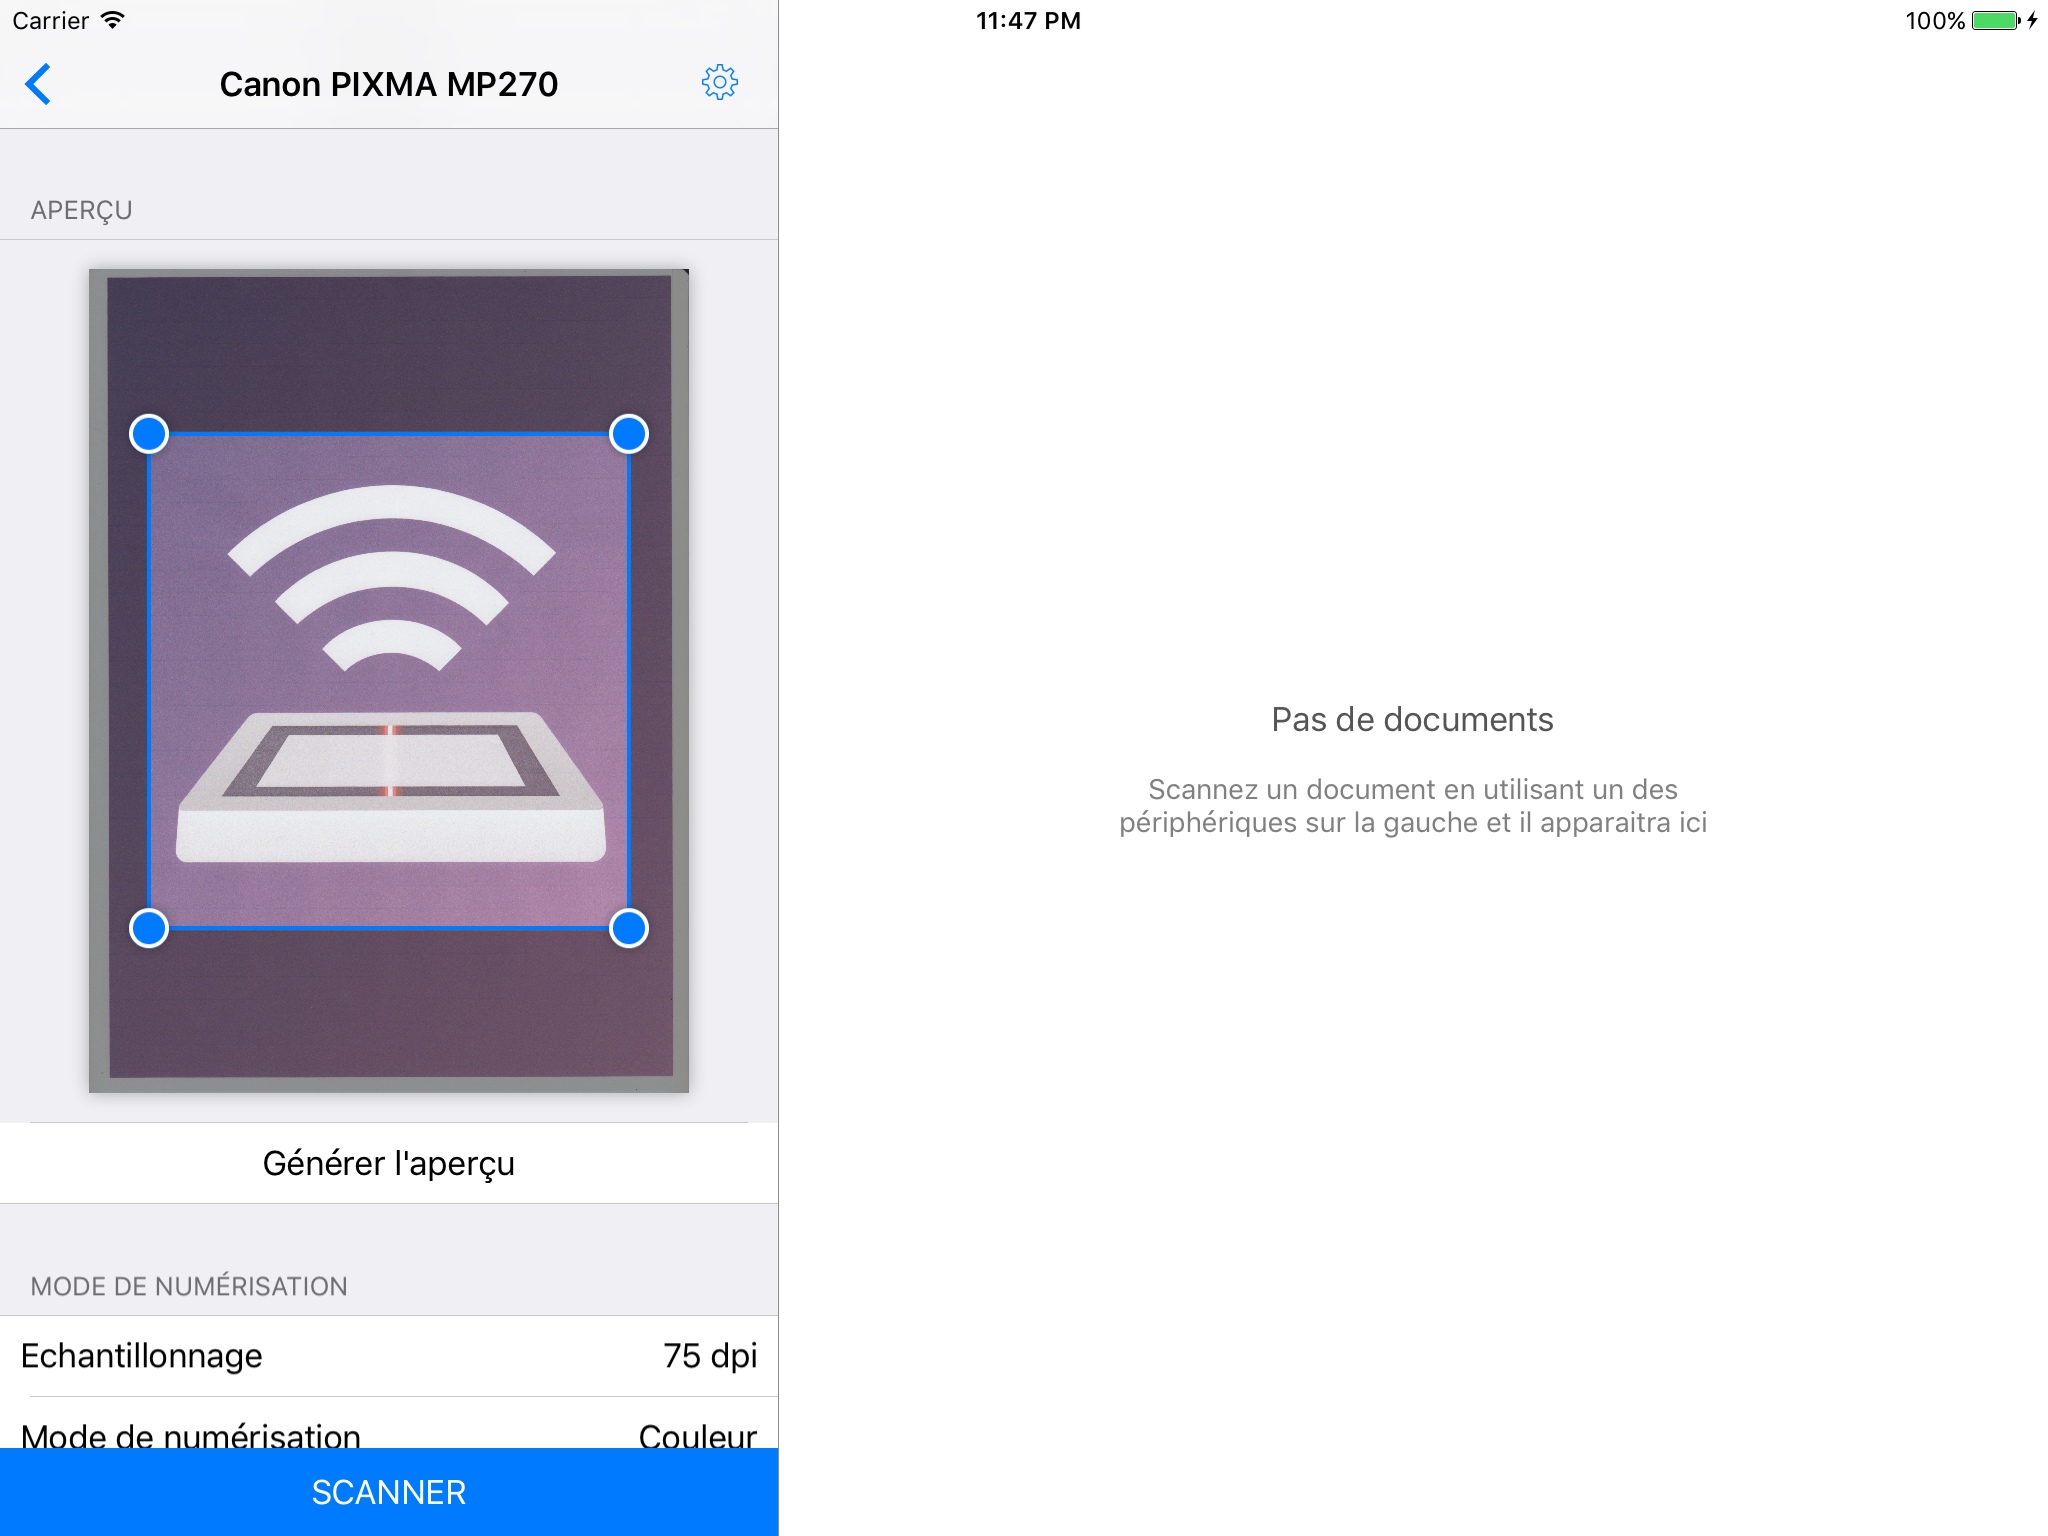 Carrier
11:47 PM
100%
Canon PIXMA MP270
APERÇU
Générer l'aperçu
MODE DE NUMÉRISATION
Echantillonnage 75 dpi
Mode de numérisation Couleur
SCANNER
Pas de documents
Scannez un document en utilisant un des
périphériques sur la gauche et il apparaitra ici